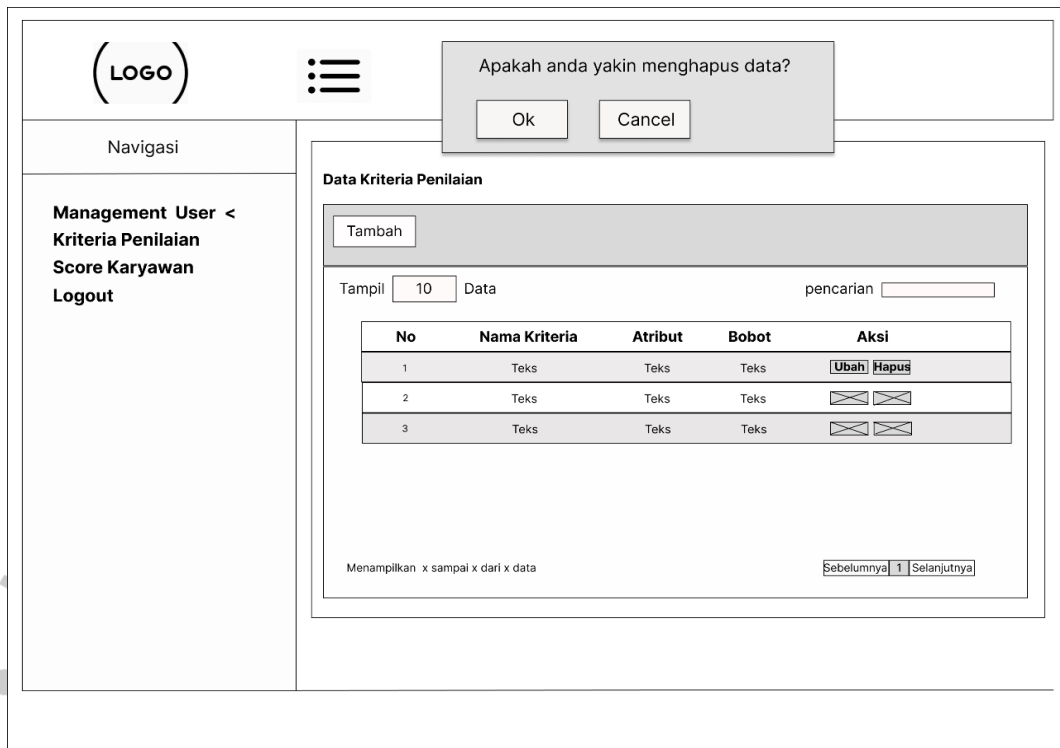 LOGO
Apakah anda yakin menghapus data?
Ok Cancel
Navigasi
Management User <
Kriteria Penilaian
Score Karyawan
Logout
Data Kriteria Penilaian
Tambah
Tampil 10 Data pencarian
No Nama Kriteria Atribut Bobot Aksi
1 Teks Teks Teks Ubah Hapus
2 Teks Teks Teks
3 Teks Teks Teks
Menampilkan x sampai x dari x data
Sebelumnya 1 Selanjutnya